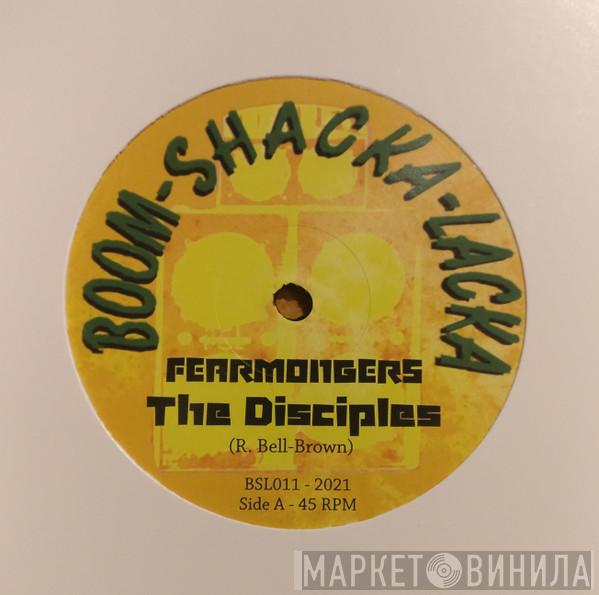 BOOM-SHACKA-LACKA
FEARMONGERS
The Disciples
(R. Bell-Brown)
BSL011 - 2021
Side A - 45 RPM
МАРКЕТ ВИНИЛА